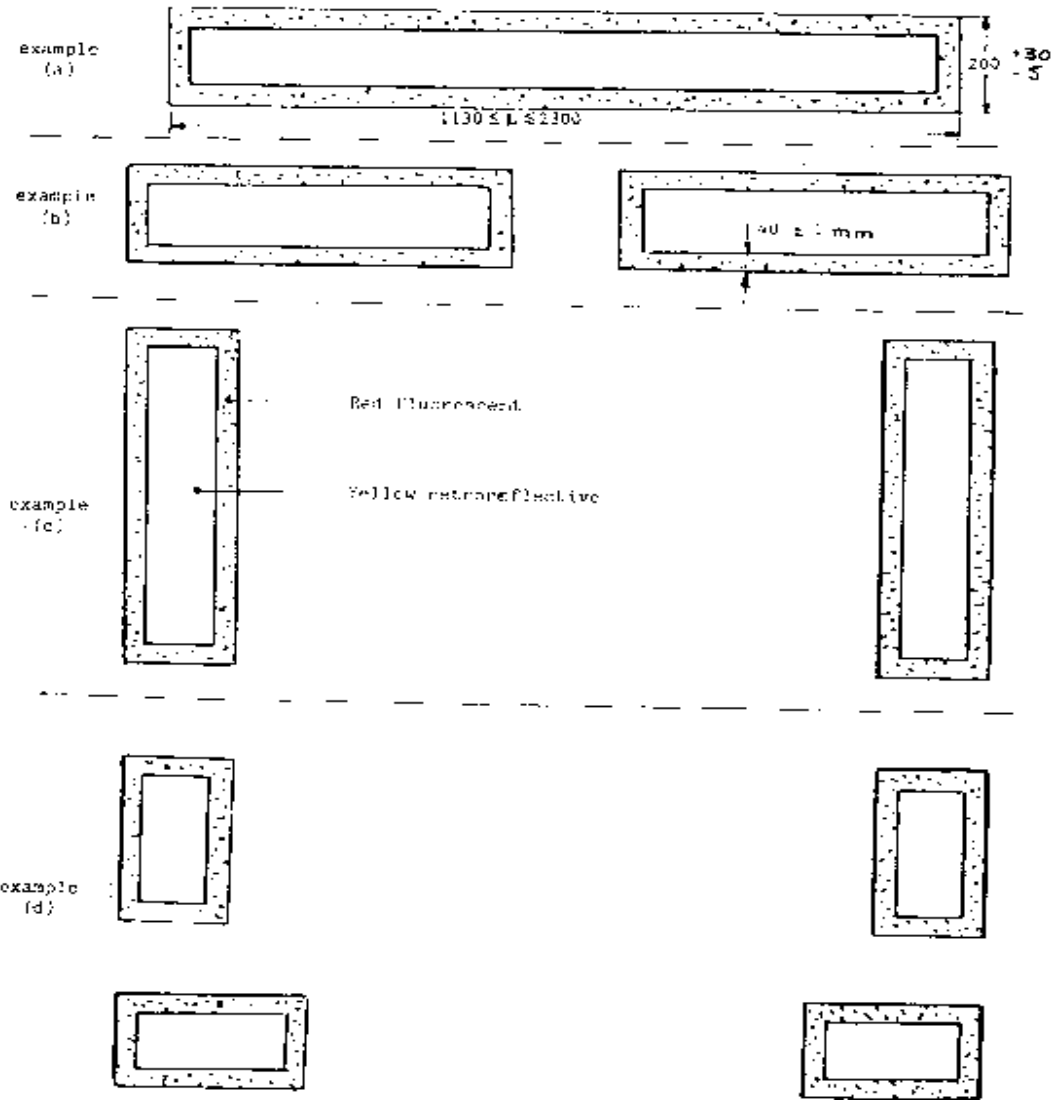 example
(a)
200 +30
- 5
1130 ≤ L ≤ 2300
example
(b)
40 ± 1 mm
Red fluorescent
Yellow retroreflective
example
(c)
example
(d)